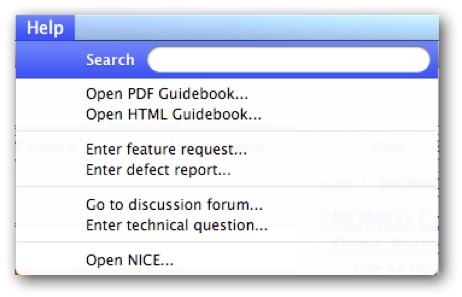 Help
Search
Open PDF Guidebook...
Open HTML Guidebook...
Enter feature request...
Enter defect report...
Go to discussion forum...
Enter technical question...
Open NICE...